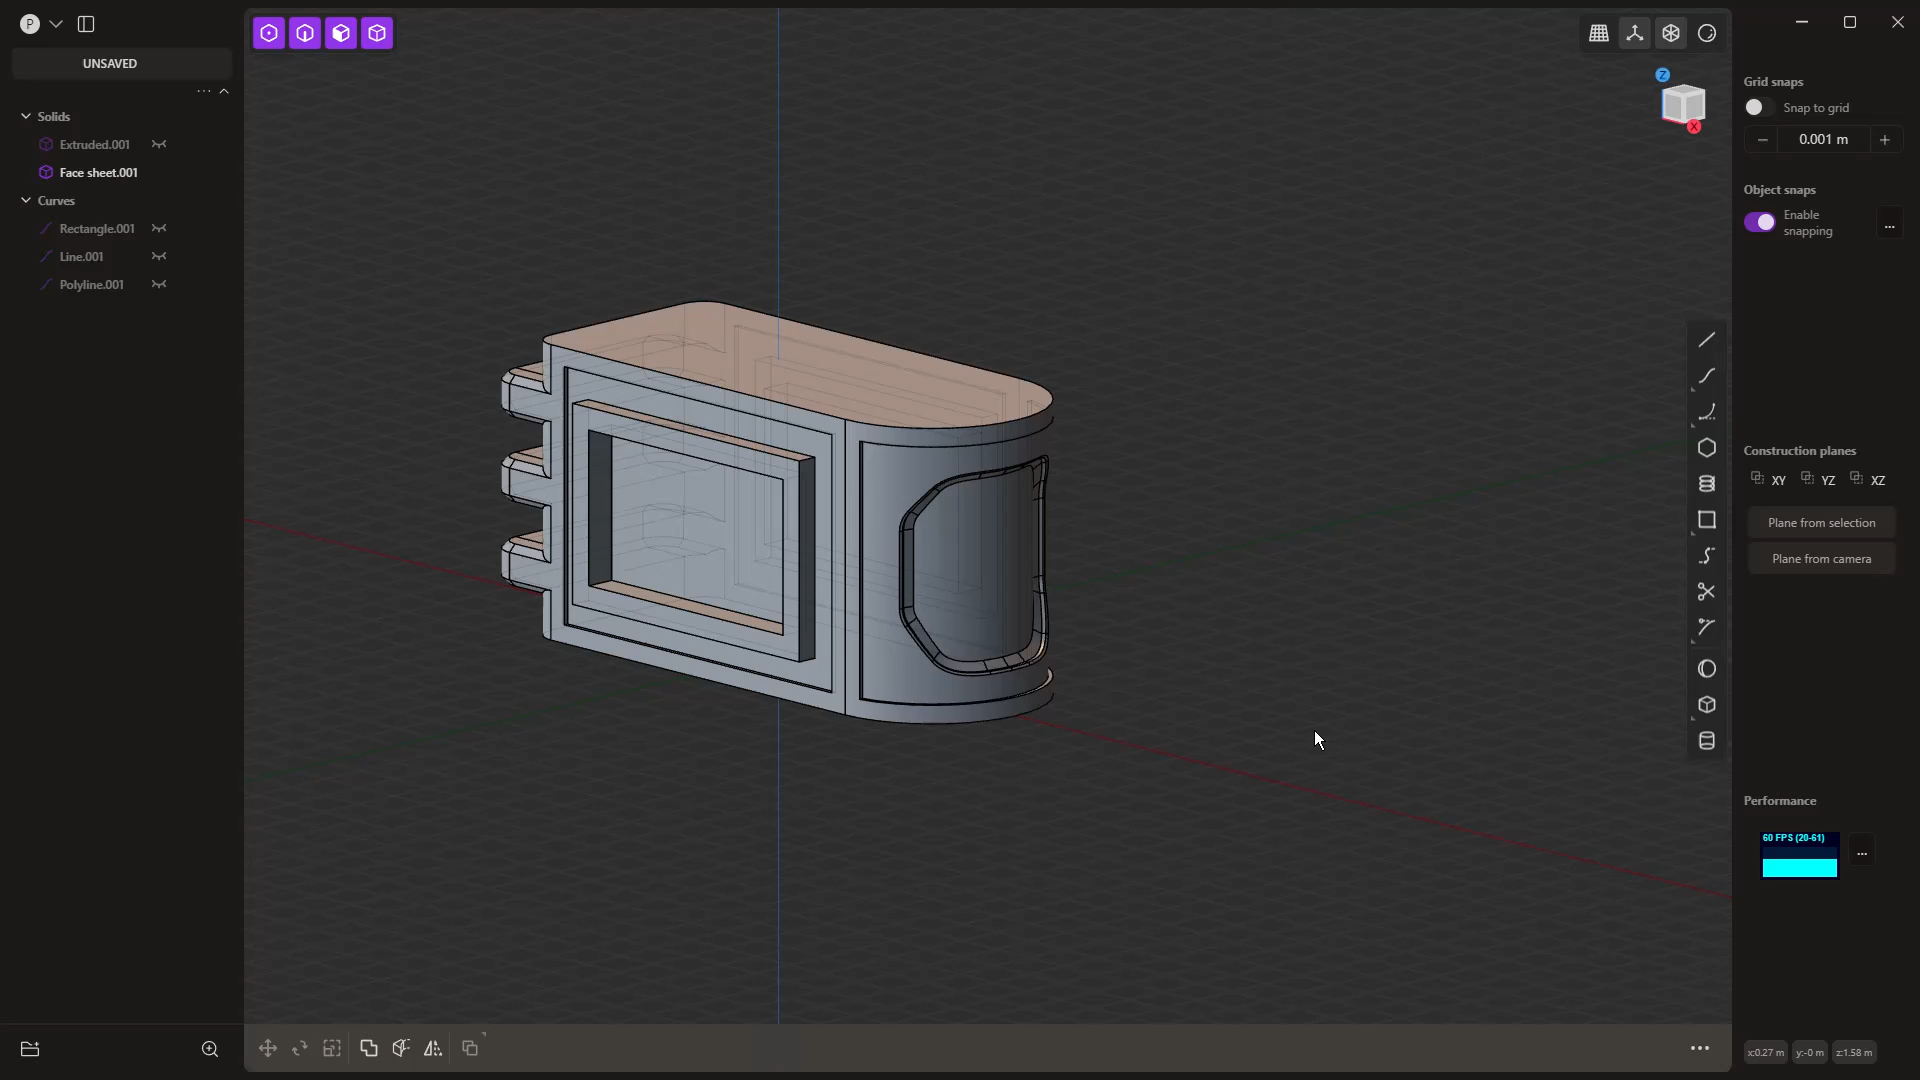 P
UNSAVED
...
Solids
Extruded.001
Face sheet.001
Curves
Rectangle.001
Line.001
Polyline.001
Z
X
Grid snaps
Snap to grid
0.001 m
Object snaps
Enable
snapping
...
Construction planes
XY YZ XZ
Plane from selection
Plane from camera
Performance
60 FPS (20-61)
...
x:0.27 m y:-0 m z:1.58 m